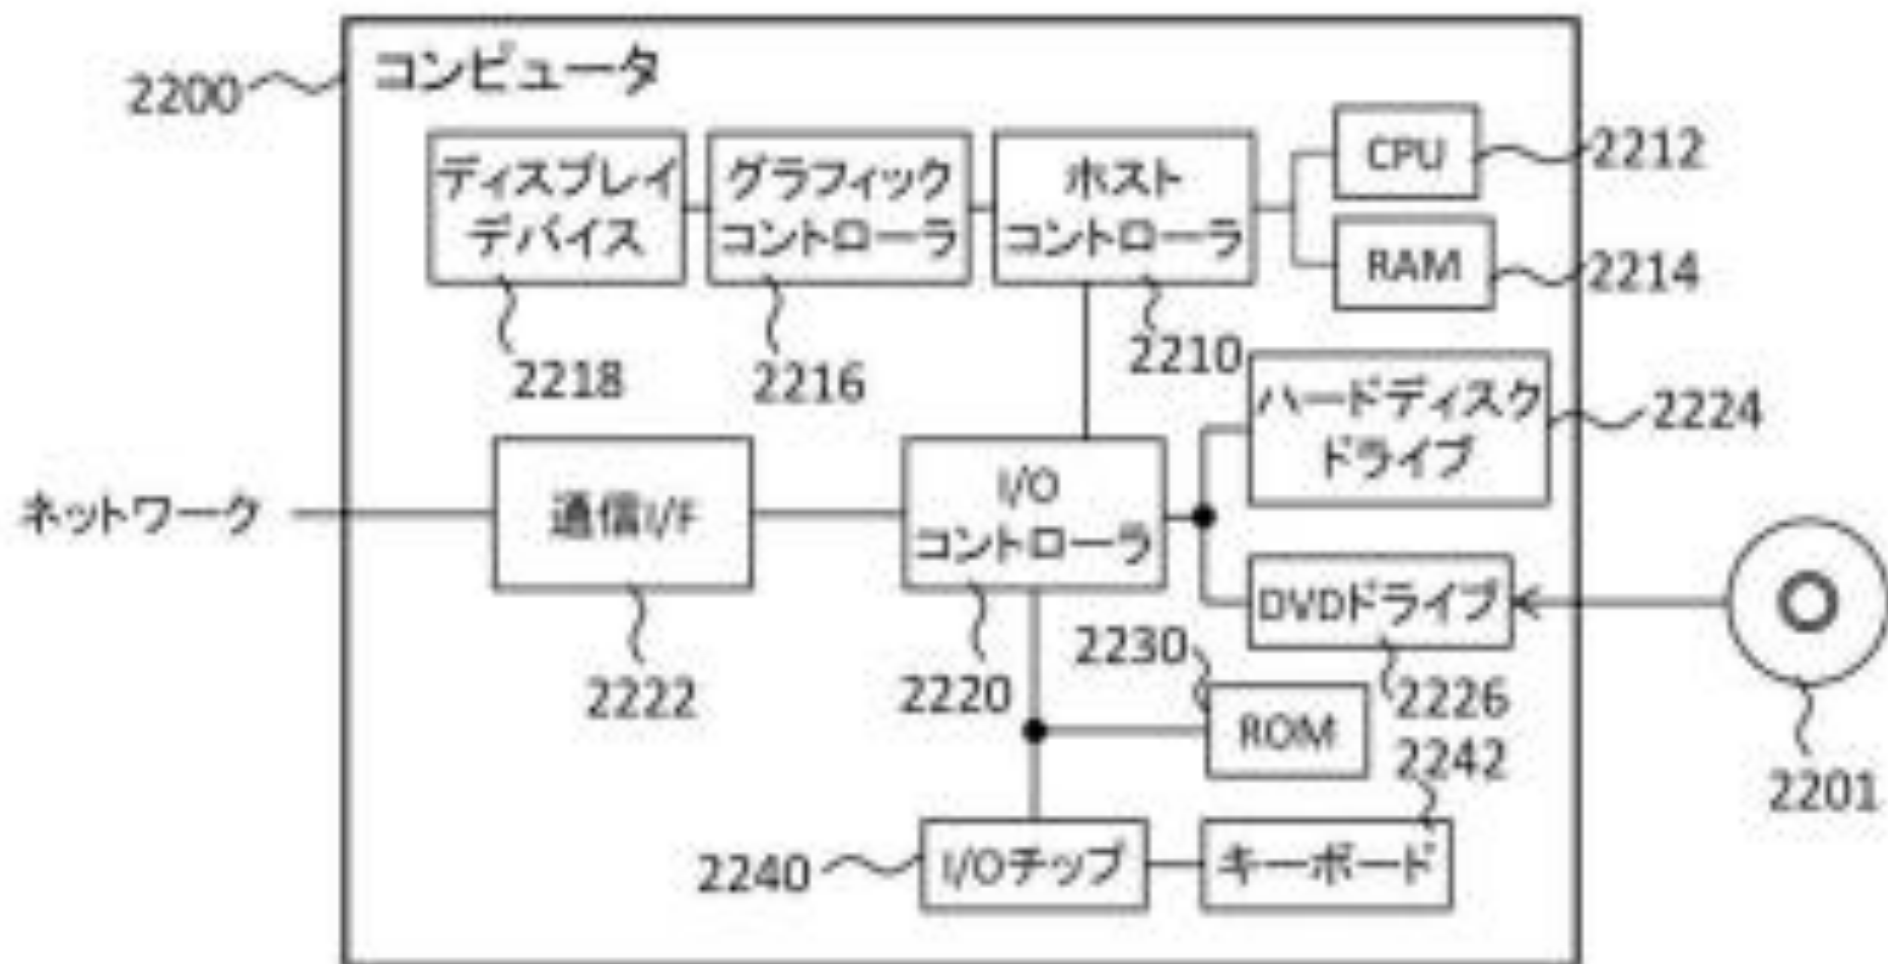 コンピュータ
2200
ディスプレイ
デバイス
グラフィック
コントローラ
ホスト
コントローラ
CPU
2212
RAM
2214
2218
2216
2210
ハードディスク
ドライブ
2224
ネットワーク
通信I/F
I/O
コントローラ
DVDドライブ
2222
2220
2230
2226
ROM
2242
2201
2240
I/Oチップ
キーボード